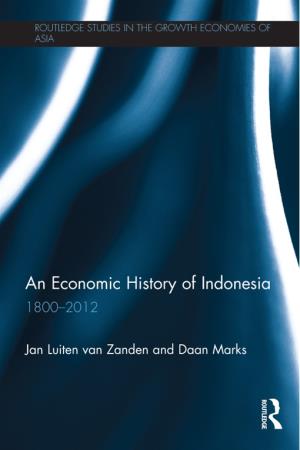 ROUTLEDGE STUDIES IN THE GROWTH ECONOMIES OF
ASIA
An Economic History of Indonesia
1800–2012
Jan Luiten van Zanden and Daan Marks
ROUTLEDGE